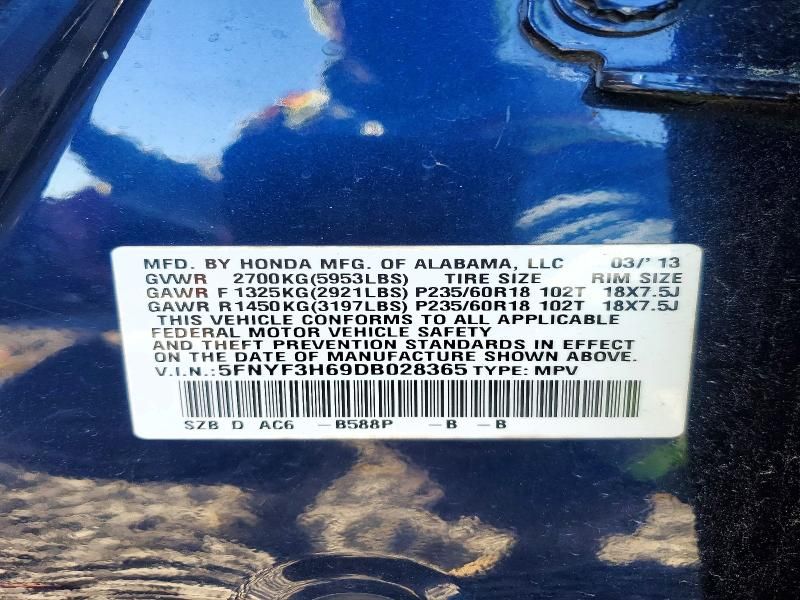 MFD. BY HONDA MFG. OF ALABAMA, LLC 03/' 13
GVWR 2700KG(5953LBS) TIRE SIZE RIM SIZE
GAWR F 1325KG(2921LBS) P235/60R18 102T 18X7.5J
GAWR R1450KG(3197LBS) P235/60R18 102T 18X7.5J
THIS VEHICLE CONFORMS TO ALL APPLICABLE
FEDERAL MOTOR VEHICLE SAFETY
AND THEFT PREVENTION STANDARDS IN EFFECT
ON THE DATE OF MANUFACTURE SHOWN ABOVE.
V.I.N.:5FNYF3H69DB028365 TYPE: MPV
SZB D AC6 -B588P -B -B